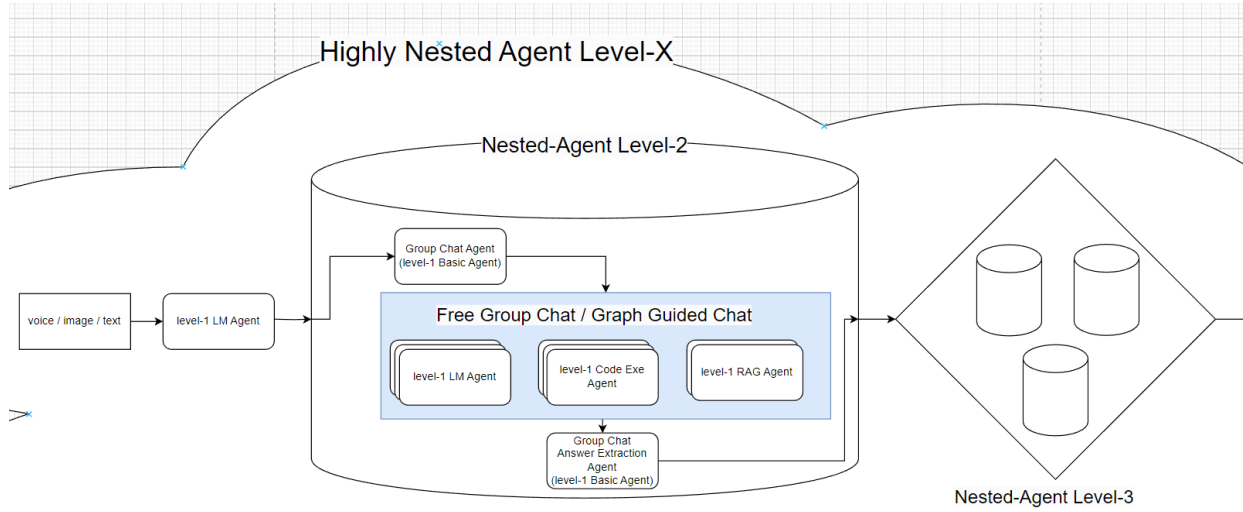 Highly Nested Agent Level-X
Nested-Agent Level-2
Group Chat Agent
(level-1 Basic Agent)
voice / image / text
level-1 LM Agent
Free Group Chat / Graph Guided Chat
level-1 LM Agent
level-1 Code Exe
Agent
level-1 RAG Agent
Group Chat
Answer Extraction
Agent
(level-1 Basic Agent)
Nested-Agent Level-3